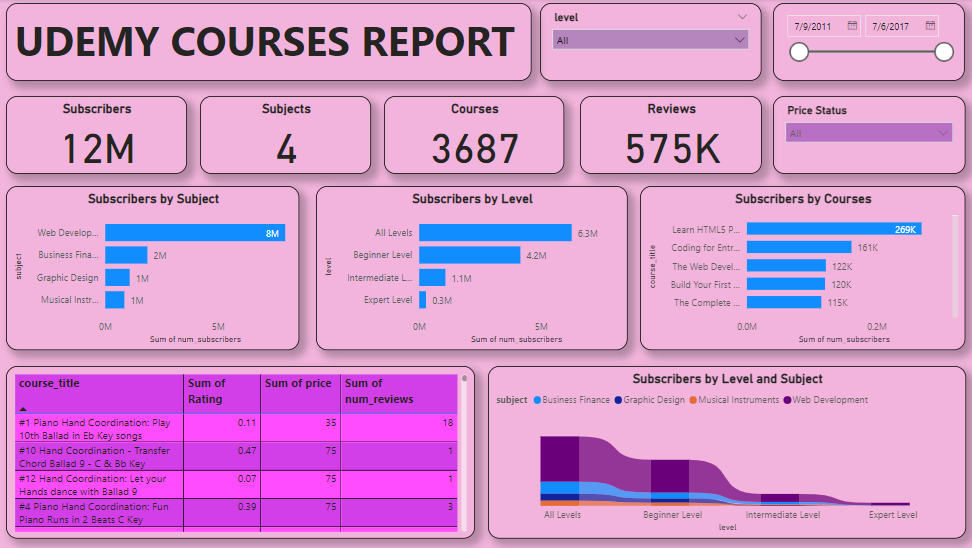 UDEMY COURSES REPORT
level
All
7/9/2011
7/6/2017
Subscribers
12M
Subjects
4
Courses
3687
Reviews
575K
Price Status
All
Subscribers by Subject
subject
Web Develop...
8M
Business Fina...
2M
Graphic Design
1M
Musical Instr...
1M
0M
5M
Sum of num_subscribers
Subscribers by Level
level
All Levels
6.3M
Beginner Level
4.2M
Intermediate L...
1.1M
Expert Level
0.3M
0M
5M
Sum of num_subscribers
Subscribers by Courses
course_title
Learn HTML5 P...
269K
Coding for Entr...
161K
The Web Devel...
122K
Build Your First ...
120K
The Complete ...
115K
0.0M
0.2M
Sum of num_subscribers
course_title
Sum of
Rating
Sum of price
Sum of
num_reviews
#1 Piano Hand Coordination: Play
10th Ballad in Eb Key songs
0.11
35
18
#10 Hand Coordination - Transfer
Chord Ballad 9 - C & Bb Key
0.47
75
1
#12 Hand Coordination: Let your
Hands dance with Ballad 9
0.07
75
1
#4 Piano Hand Coordination: Fun
Piano Runs in 2 Beats C Key
0.39
75
3
Subscribers by Level and Subject
subject
Business Finance
Graphic Design
Musical Instruments
Web Development
All Levels
Beginner Level
Intermediate Level
Expert Level
level